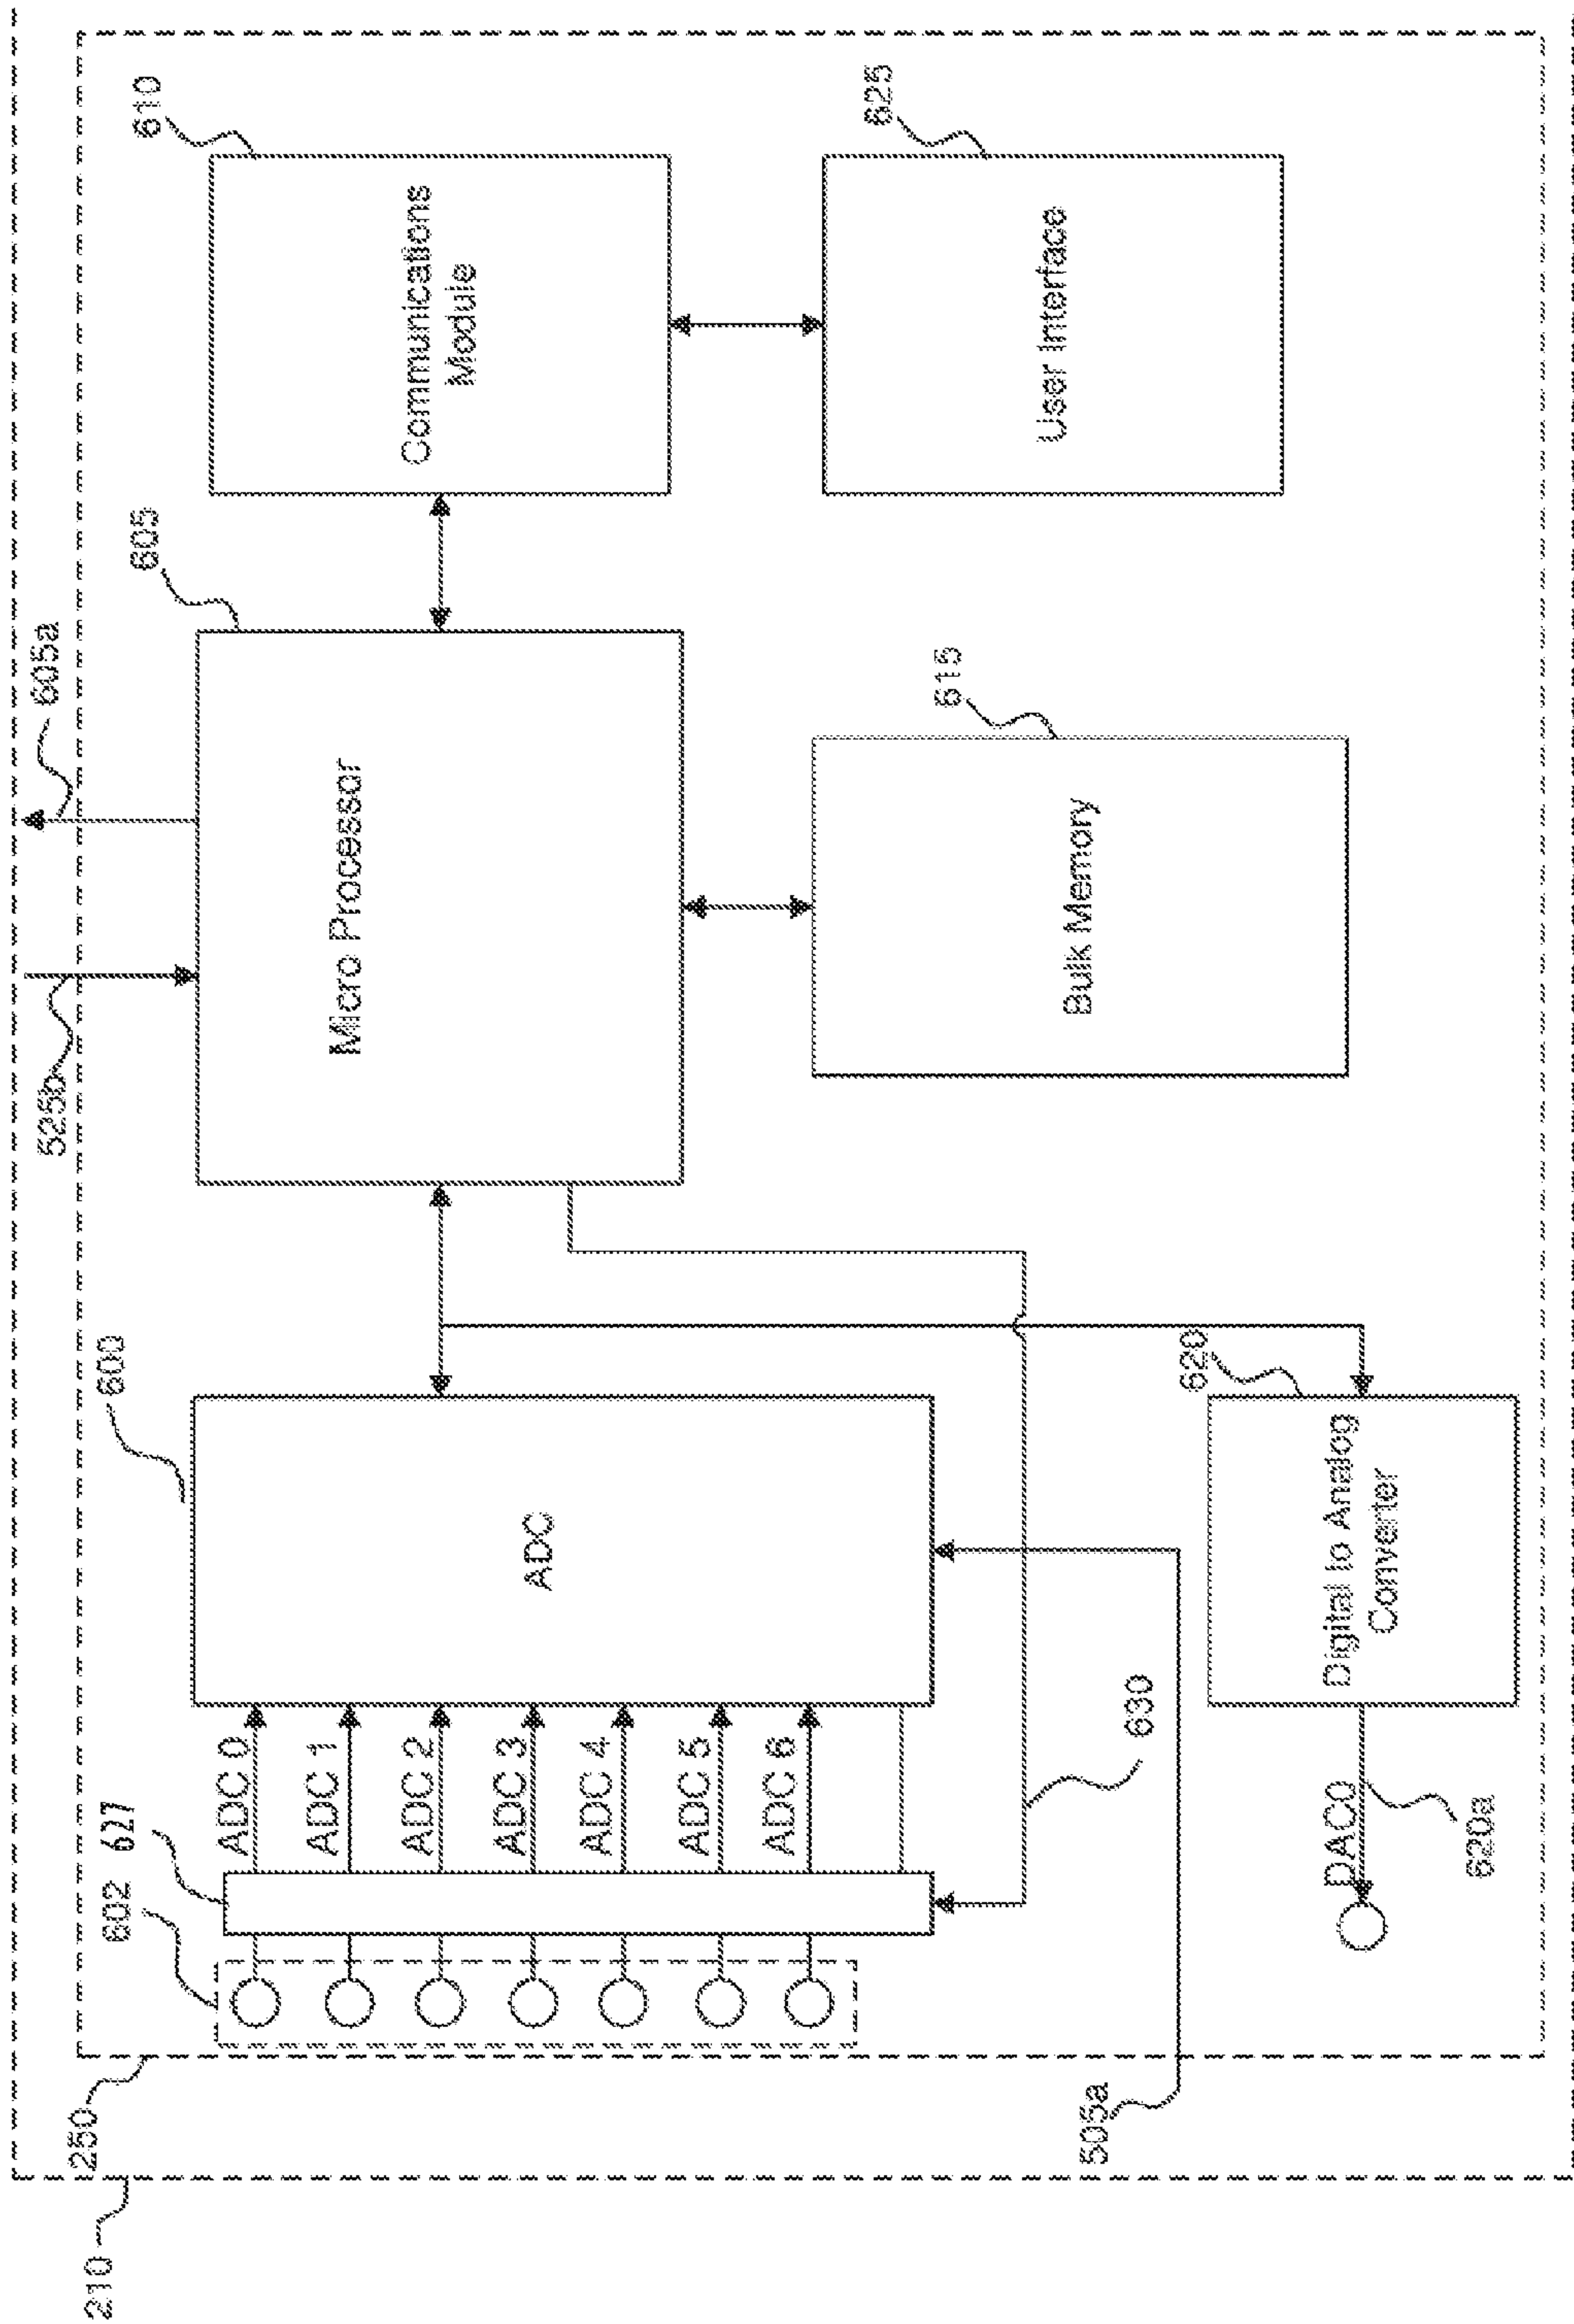 210
250
602
627
600
525b
605a
605
610
ADC 0
ADC 1
ADC 2
ADC 3
ADC 4
ADC 5
ADC 6
ADC
Micro Processor
Communications
Module
615
625
Bulk Memory
User Interface
505a
630
620
DAC0
620a
Digital to Analog
Converter